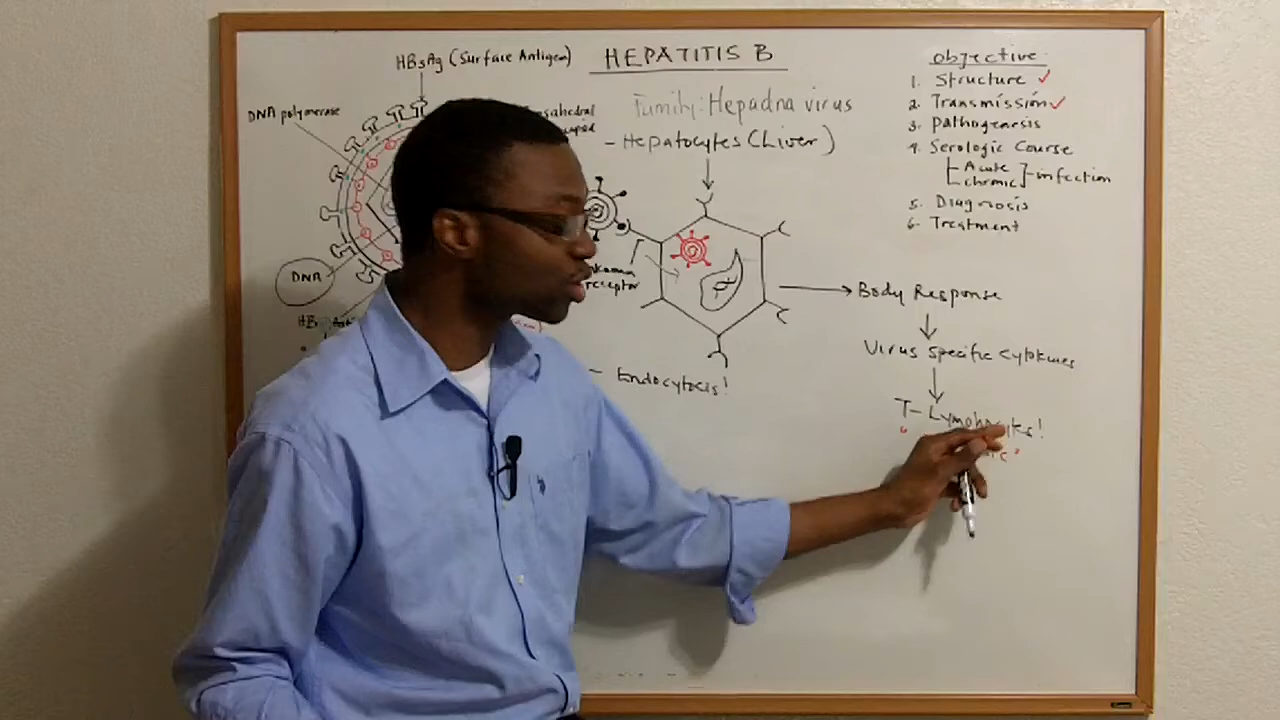 HEPATITIS B
HBsAg (Surface Antigen)
DNA polymerase
DNA
Family: Hepadna virus
- Hepatocytes (Liver)
- Endocytosis!
objective
1. Structure ✓
2. Transmission ✓
3. Pathogenesis
4. Serologic Course
Acute
chronic
infection
5. Diagnosis
6. Treatment
Body Response
Virus specific Cytokines
T-Lymphocytes!